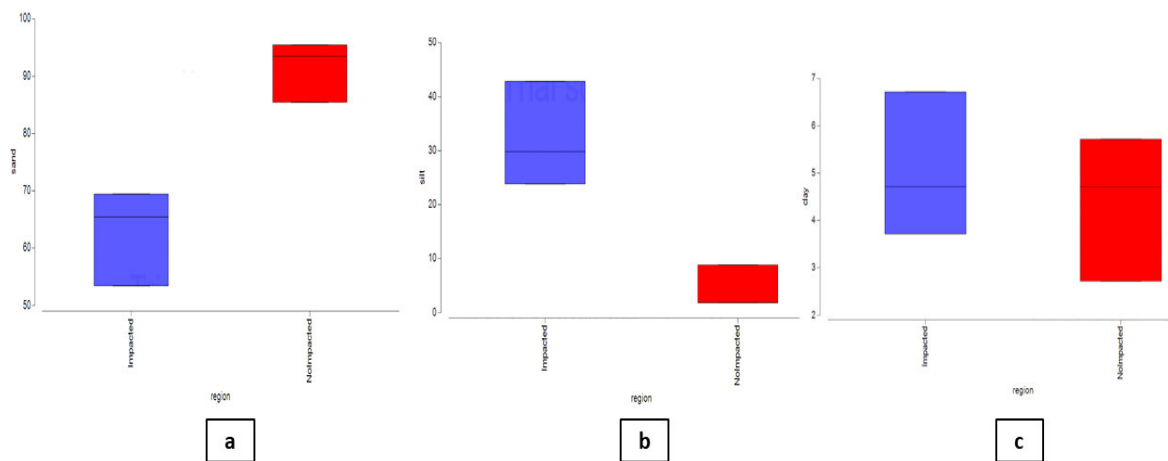 100
90
80
70
60
50
sand
Impacted
NoImpacted
region
a
50
40
30
20
10
0
silt
Impacted
NoImpacted
region
b
7
6
5
4
3
2
clay
Impacted
NoImpacted
region
c